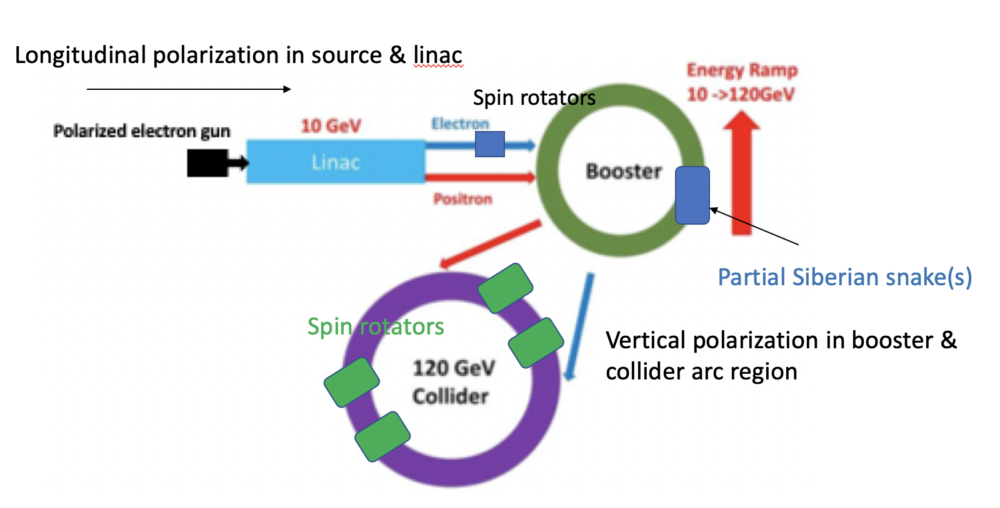 Longitudinal polarization in source & linac
Energy Ramp
10 ->120GeV
Spin rotators
Polarized electron gun
10 GeV
Electron
Linac
Booster
Positron
Partial Siberian snake(s)
Spin rotators
Vertical polarization in booster &
collider arc region
120 GeV
Collider